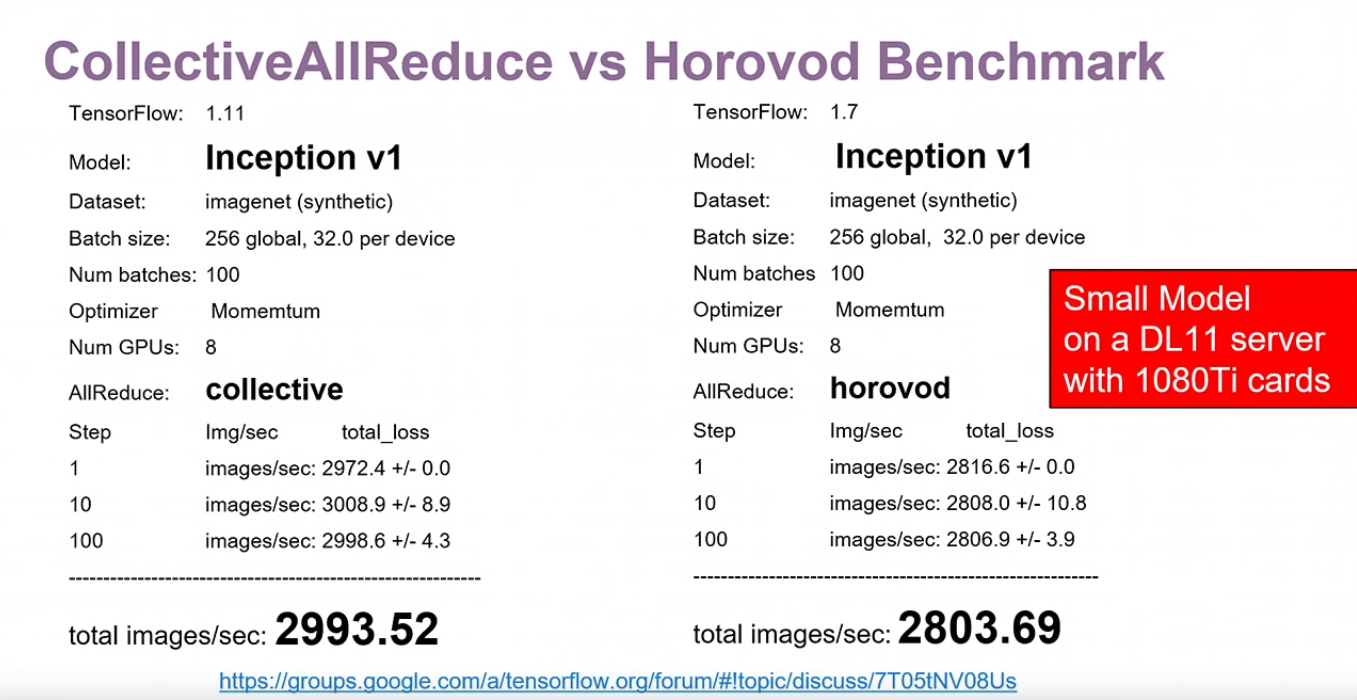 CollectiveAllReduce vs Horovod Benchmark
TensorFlow: 1.11
Model: Inception v1
Dataset: imagenet (synthetic)
Batch size: 256 global, 32.0 per device
Num batches: 100
Optimizer Momemtum
Num GPUs: 8
AllReduce: collective
Step Img/sec total_loss
1 images/sec: 2972.4 +/- 0.0
10 images/sec: 3008.9 +/- 8.9
100 images/sec: 2998.6 +/- 4.3
------------------------------------------------------------
total images/sec: 2993.52
TensorFlow: 1.7
Model: Inception v1
Dataset: imagenet (synthetic)
Batch size: 256 global, 32.0 per device
Num batches 100
Optimizer Momemtum
Num GPUs: 8
AllReduce: horovod
Step Img/sec total_loss
1 images/sec: 2816.6 +/- 0.0
10 images/sec: 2808.0 +/- 10.8
100 images/sec: 2806.9 +/- 3.9
-----------------------------------------------------------
total images/sec: 2803.69
Small Model
on a DL11 server
with 1080Ti cards
https://groups.google.com/a/tensorflow.org/forum/#!topic/discuss/7T05tNV08Us